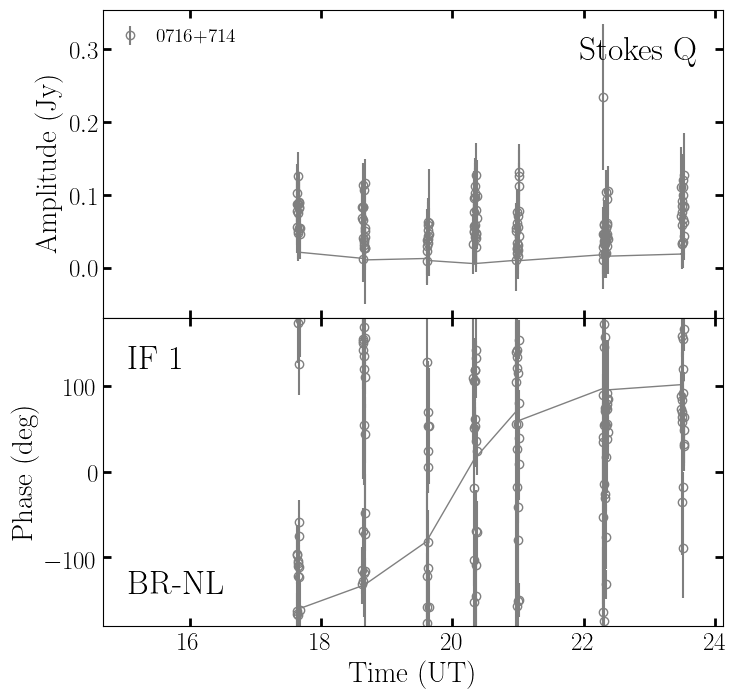 0716+714
Stokes Q
0.3
0.2
0.1
0.0
Amplitude (Jy)
IF 1
100
0
−100
Phase (deg)
BR-NL
16 18 20 22 24
Time (UT)